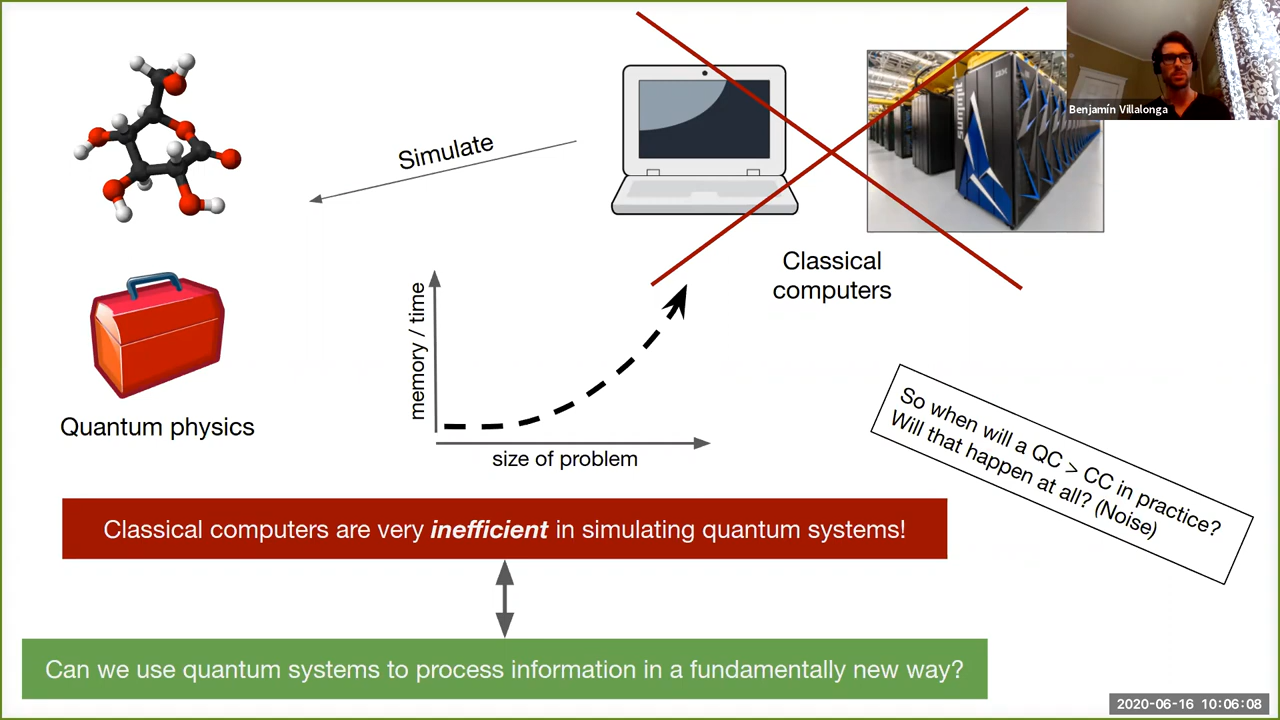 Benjamín Villalonga
Simulate
SUMMIT
IBM
Classical
computers
memory / time
size of problem
Quantum physics
So when will a QC > CC in practice?
Will that happen at all? (Noise)
Classical computers are very inefficient in simulating quantum systems!
Can we use quantum systems to process information in a fundamentally new way?
2020-06-16 10:06:08